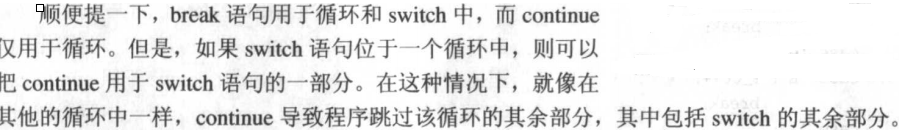 顺便提一下，break 语句用于循环和 switch 中，而 continue
仅用于循环。但是，如果 switch 语句位于一个循环中，则可以
把 continue 用于 switch 语句的一部分。在这种情况下，就像在
其他的循环中一样，continue 导致程序跳过该循环的其余部分，其中包括 switch 的其余部分。